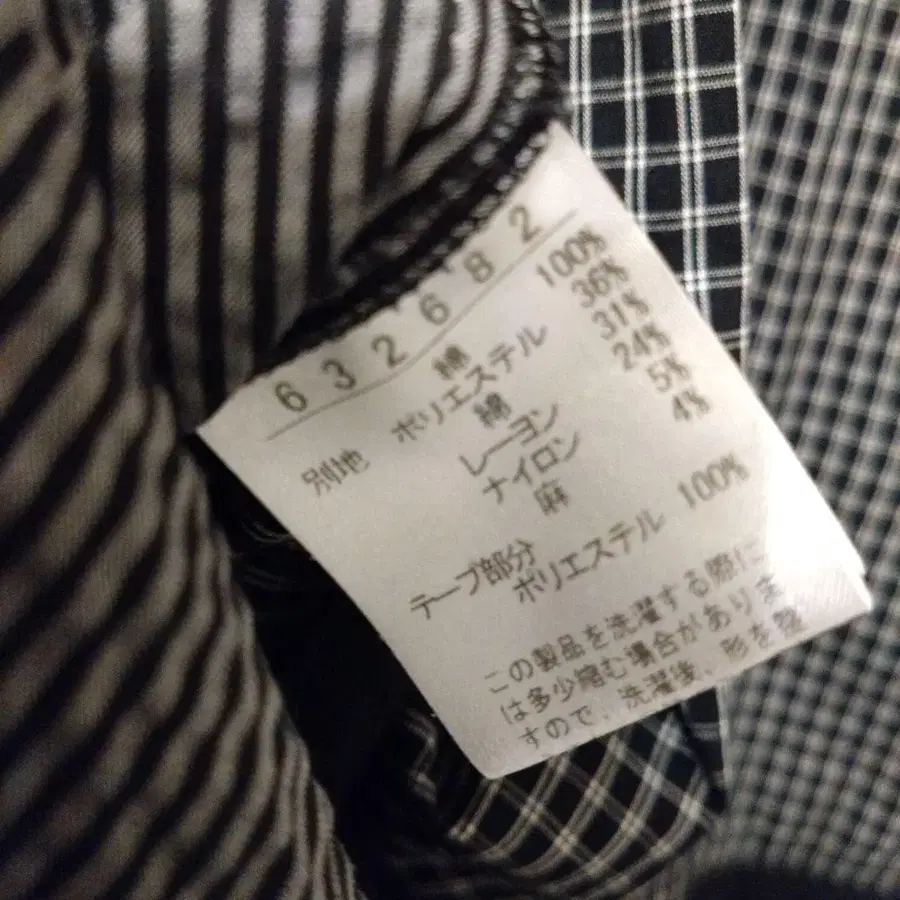 632682
綿 100%
別地 ポリエステル 36%
綿 31%
レーヨン 24%
ナイロン 5%
麻 4%
テープ部分
ポリエステル 100%
この製品を洗濯する際に
は多少縮む場合がありま
すので、洗濯後、形を整